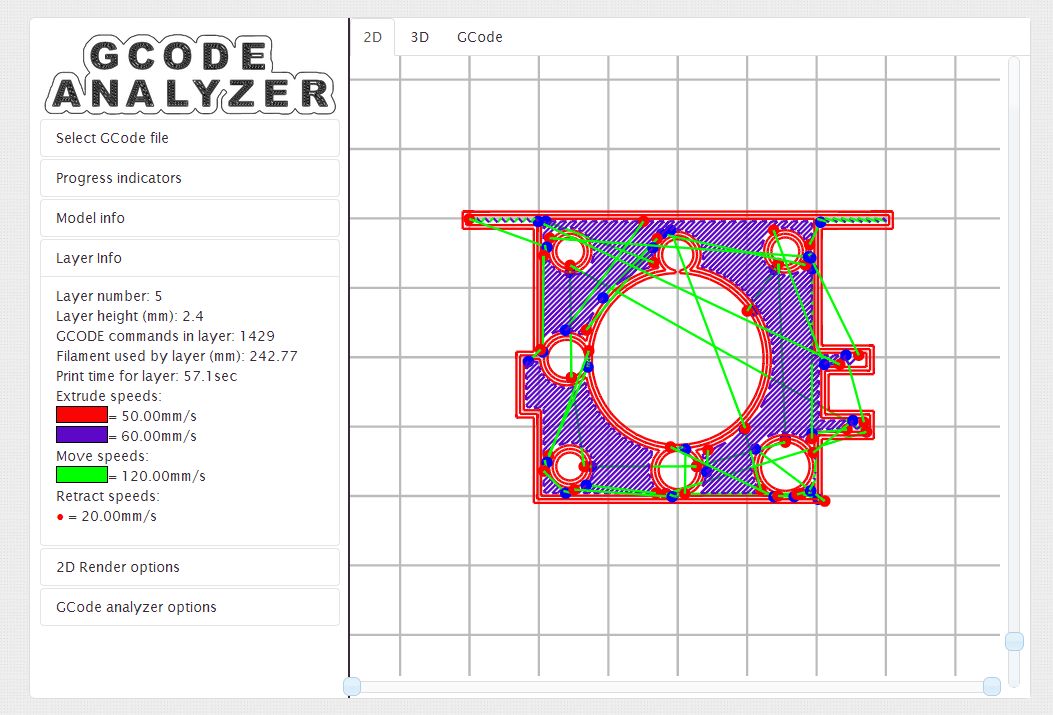 GCODE
ANALYZER
Select GCode file
Progress indicators
Model info
Layer Info
Layer number: 5
Layer height (mm): 2.4
GCODE commands in layer: 1429
Filament used by layer (mm): 242.77
Print time for layer: 57.1sec
Extrude speeds:
= 50.00mm/s
= 60.00mm/s
Move speeds:
= 120.00mm/s
Retract speeds:
= 20.00mm/s
2D Render options
GCode analyzer options
2D 3D GCode